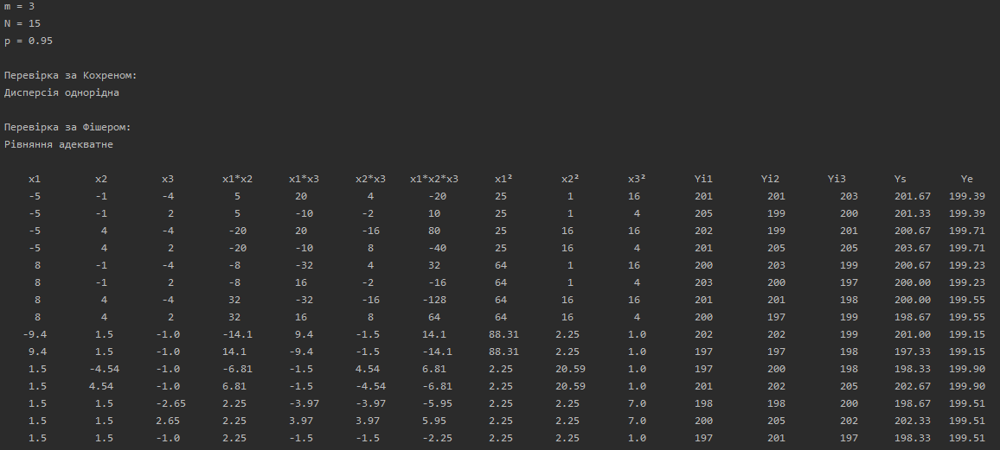 m = 3
N = 15
p = 0.95
Перевірка за Кохреном:
Дисперсія однорідна
Перевірка за Фішером:
Рівняння адекватне
x1 x2 x3 x1*x2 x1*x3 x2*x3 x1*x2*x3 x1² x2² x3² Yi1 Yi2 Yi3 Ys Ye
-5 -1 -4 5 20 4 -20 25 1 16 201 201 203 201.67 199.39
-5 -1 2 5 -10 -2 10 25 1 4 205 199 200 201.33 199.39
-5 4 -4 -20 20 -16 80 25 16 16 202 199 201 200.67 199.71
-5 4 2 -20 -10 8 -40 25 16 4 201 205 205 203.67 199.71
8 -1 -4 -8 -32 4 32 64 1 16 200 203 199 200.67 199.23
8 -1 2 -8 16 -2 -16 64 1 4 203 200 197 200.00 199.23
8 4 -4 32 -32 -16 -128 64 16 16 201 201 198 200.00 199.55
8 4 2 32 16 8 64 64 16 4 200 197 199 198.67 199.55
-9.4 1.5 -1.0 -14.1 9.4 -1.5 14.1 88.31 2.25 1.0 202 202 199 201.00 199.15
9.4 1.5 -1.0 14.1 -9.4 -1.5 -14.1 88.31 2.25 1.0 197 197 198 197.33 199.15
1.5 -4.54 -1.0 -6.81 -1.5 4.54 6.81 2.25 20.59 1.0 197 200 198 198.33 199.90
1.5 4.54 -1.0 6.81 -1.5 -4.54 -6.81 2.25 20.59 1.0 201 202 205 202.67 199.90
1.5 1.5 -2.65 2.25 -3.97 -3.97 -5.95 2.25 2.25 7.0 198 198 200 198.67 199.51
1.5 1.5 2.65 2.25 3.97 3.97 5.95 2.25 2.25 7.0 200 205 202 202.33 199.51
1.5 1.5 -1.0 2.25 -1.5 -1.5 -2.25 2.25 2.25 1.0 197 201 197 198.33 199.51